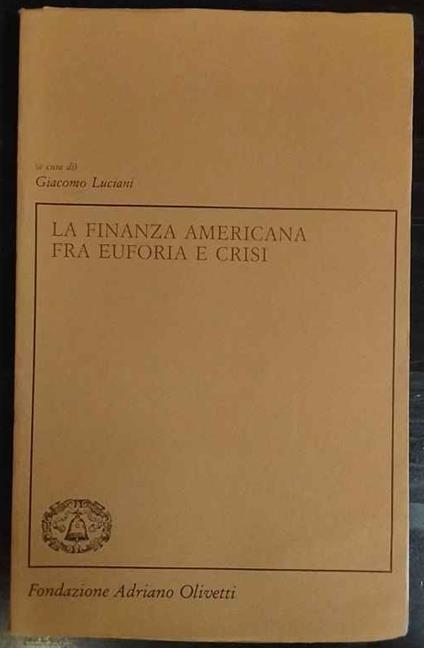 (a cura di)
Giacomo Luciani
LA FINANZA AMERICANA
FRA EUFORIA E CRISI
Fondazione Adriano Olivetti